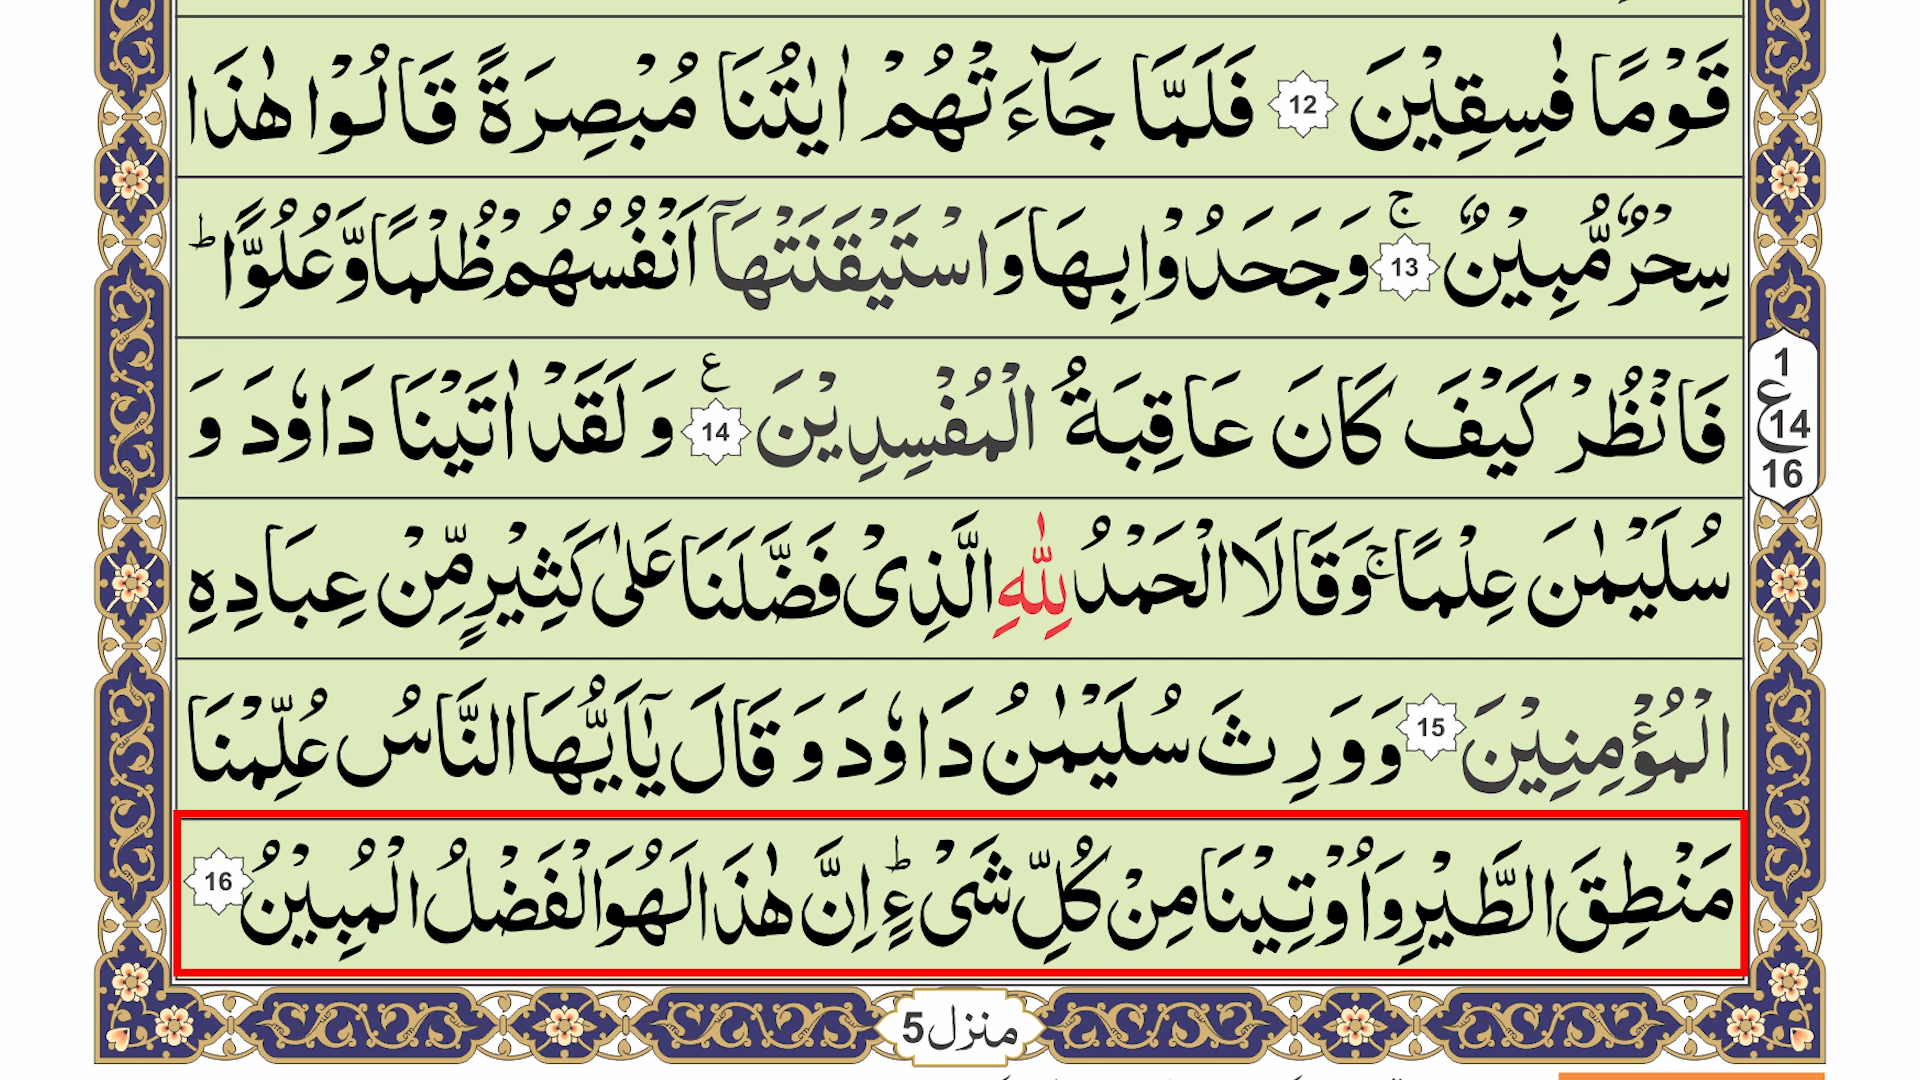 قَوْمًا فٰسِقِيْنَ 12 فَلَمَّا جَآءَتْهُمْ اٰيٰتُنَا مُبْصِرَةً قَالُوْا هٰذَا
سِحْرٌ مُّبِيْنٌ ۚ 13 وَجَحَدُوْا بِهَا وَاسْتَيْقَنَتْهَآ اَنْفُسُهُمْ ظُلْمًا وَّعُلُوًّا ؕ
فَانْظُرْ كَيْفَ كَانَ عَاقِبَةُ الْمُفْسِدِيْنَ ع 14 وَلَقَدْ اٰتَيْنَا دَاوٗدَ وَ
1
ع
14
16
سُلَيْمٰنَ عِلْمًا ۚ وَقَالَا الْحَمْدُ لِلّٰهِ الَّذِىْ فَضَّلَنَا عَلٰى كَثِيْرٍ مِّنْ عِبَادِهِ
الْمُؤْمِنِيْنَ 15 وَوَرِثَ سُلَيْمٰنُ دَاوٗدَ وَقَالَ يٰٓاَيُّهَا النَّاسُ عُلِّمْنَا
مَنْطِقَ الطَّيْرِ وَاُوْتِيْنَا مِنْ كُلِّ شَىْءٍ ؕ اِنَّ هٰذَا لَهُوَ الْفَضْلُ الْمُبِيْنُ 16
منزل 5